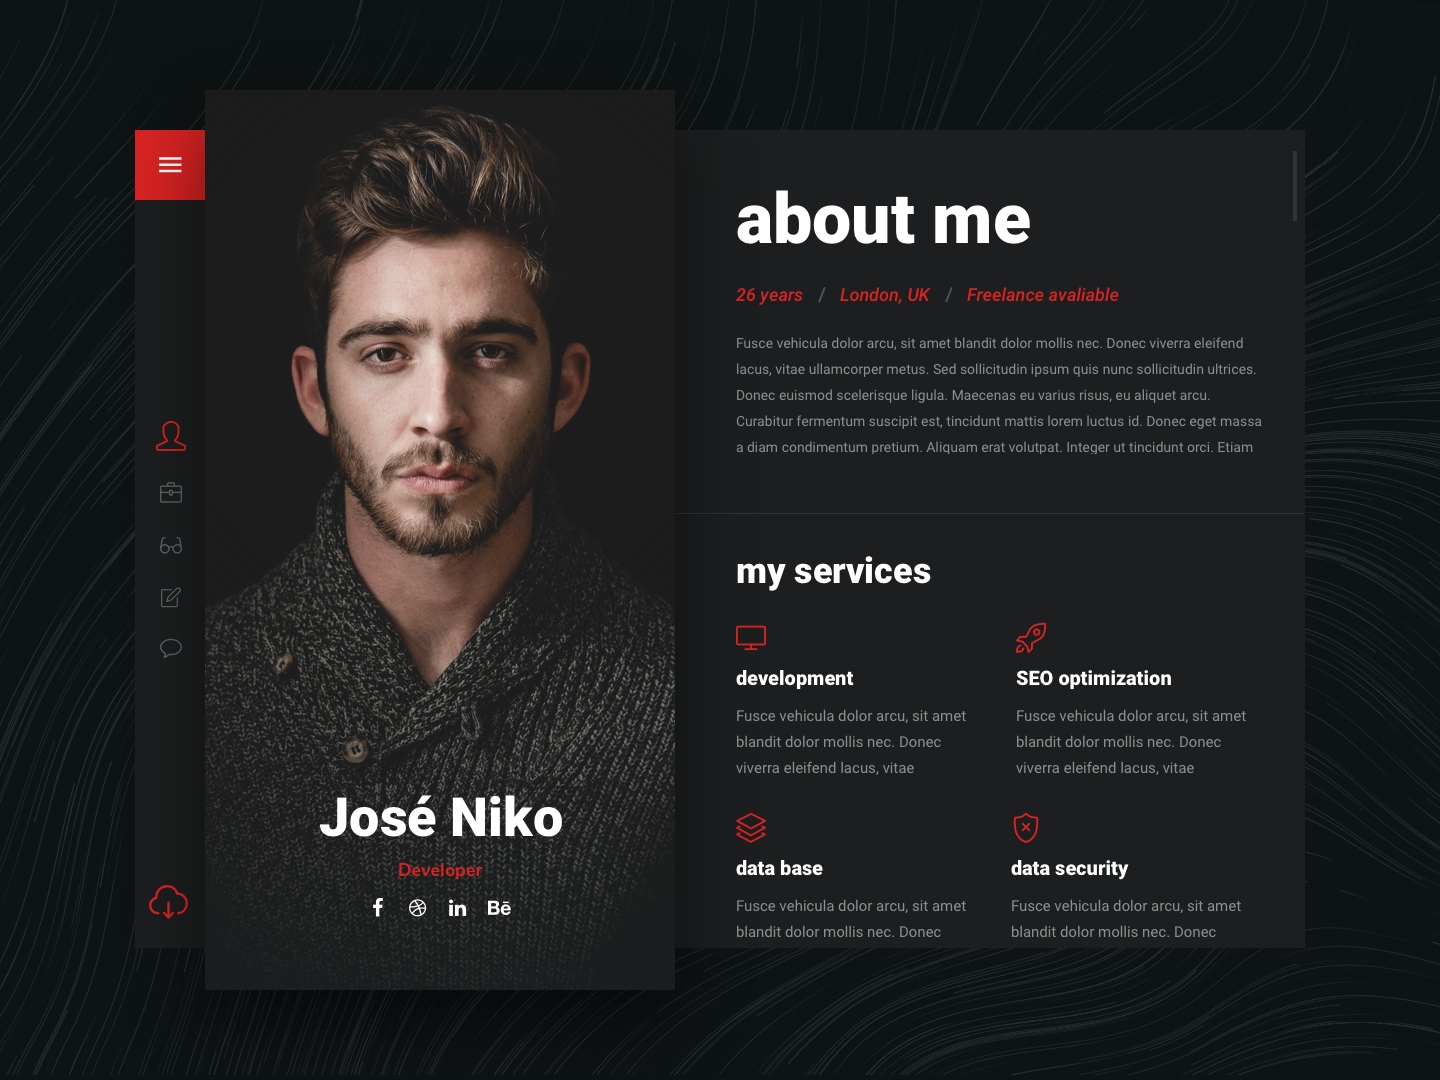 about me
26 years / London, UK / Freelance avaliable
Fusce vehicula dolor arcu, sit amet blandit dolor mollis nec. Donec viverra eleifend
lacus, vitae ullamcorper metus. Sed sollicitudin ipsum quis nunc sollicitudin ultrices.
Donec euismod scelerisque ligula. Maecenas eu varius risus, eu aliquet arcu.
Curabitur fermentum suscipit est, tincidunt mattis lorem luctus id. Donec eget massa
a diam condimentum pretium. Aliquam erat volutpat. Integer ut tincidunt orci. Etiam
my services
development
Fusce vehicula dolor arcu, sit amet
blandit dolor mollis nec. Donec
viverra eleifend lacus, vitae
SEO optimization
Fusce vehicula dolor arcu, sit amet
blandit dolor mollis nec. Donec
viverra eleifend lacus, vitae
data base
Fusce vehicula dolor arcu, sit amet
blandit dolor mollis nec. Donec
data security
Fusce vehicula dolor arcu, sit amet
blandit dolor mollis nec. Donec
José Niko
Developer
f in Bē